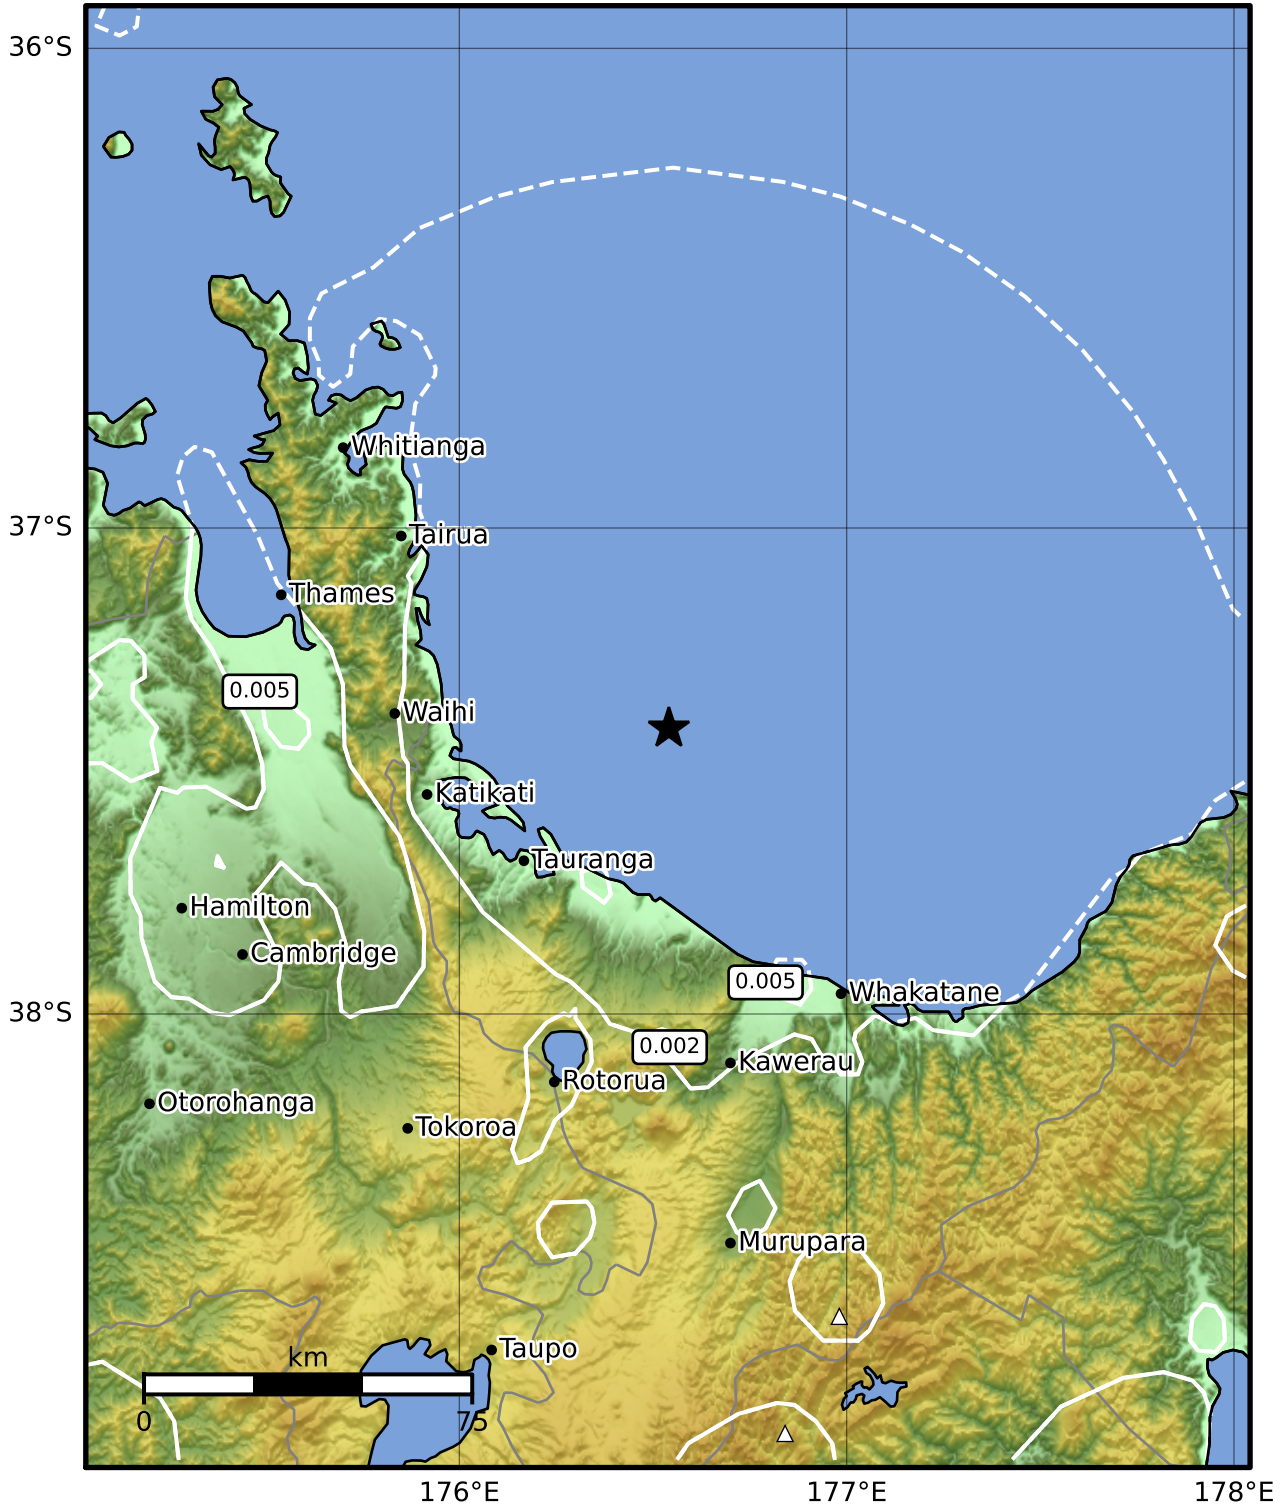 36°S
Whitianga
37°S
Tairua
Thames
0.005
Waihi
Katikati
Tauranga
Hamilton
Cambridge
0.005
Whakatane
38°S
0.002
Kawerau
Rotorua
Otorohanga
Tokoroa
Murupara
Taupo
km
0 75
176°E 177°E 178°E